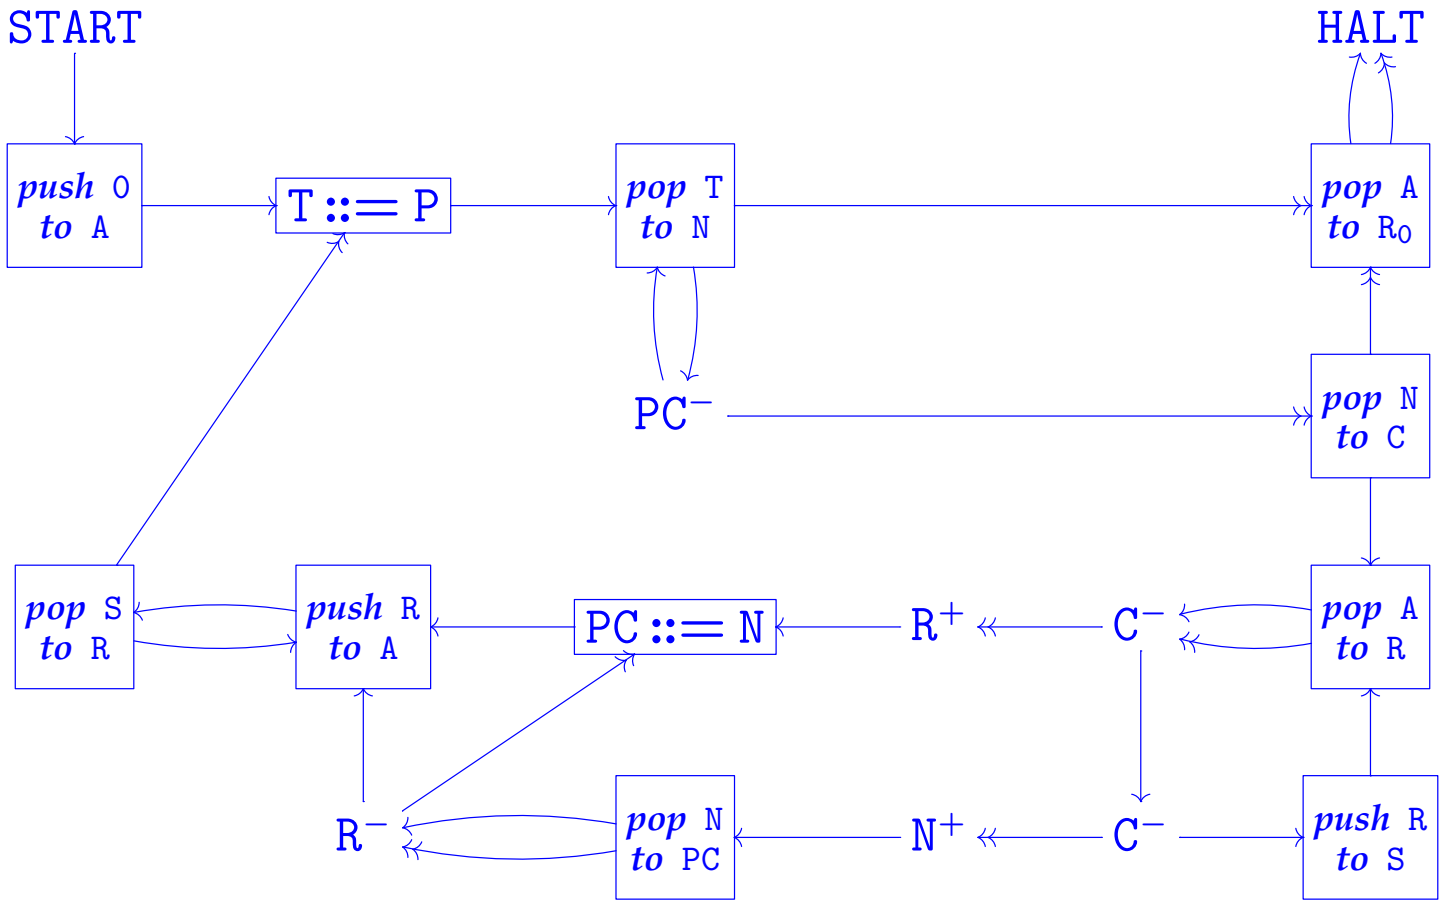 START
HALT
push 0
to A
T ::= P
pop T
to N
pop A
to R₀
PC⁻
pop N
to C
pop S
to R
push R
to A
PC ::= N
R⁺
C⁻
pop A
to R
R⁻
pop N
to PC
N⁺
C⁻
push R
to S